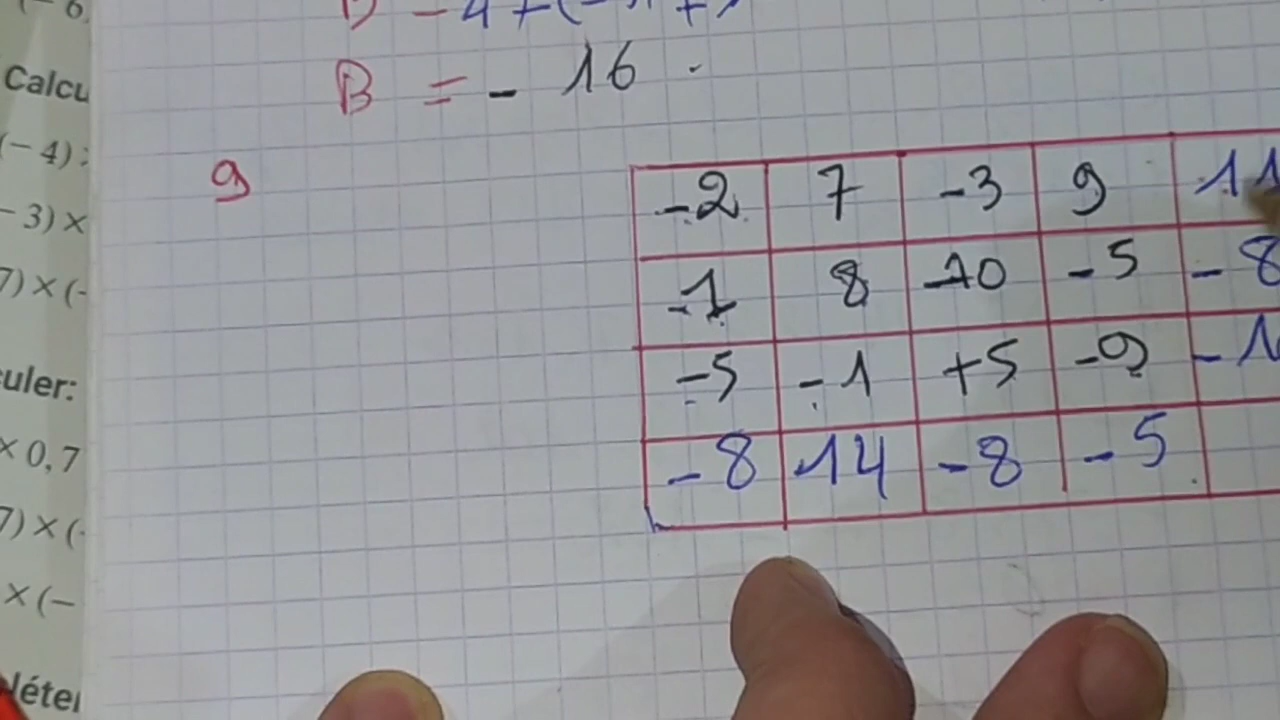 Calcu
(−4) :
−3) ×
7) × (-
culer:
× 0,7
7) × (-
× (−
B = - 16 .
9
-2 7 -3 9 11
-1 8 -10 -5 -8
-5 -1 +5 -9
-8 14 -8 -5